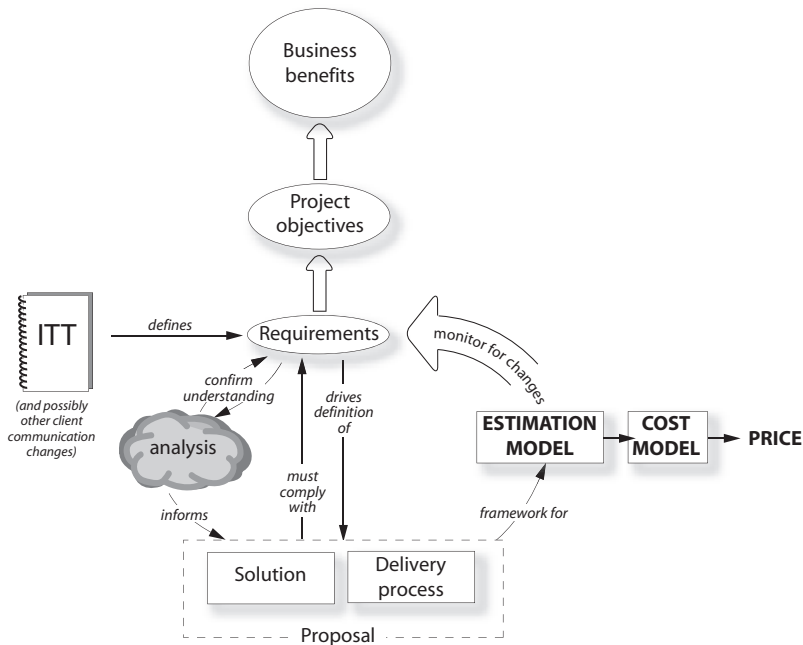 Business
benefits
Project
objectives
ITT
defines
Requirements
monitor for changes
(and possibly
other client
communication
changes)
confirm
understanding
drives
definition
of
analysis
ESTIMATION
MODEL
COST
MODEL
PRICE
must
comply
with
informs
framework for
Solution
Delivery
process
Proposal